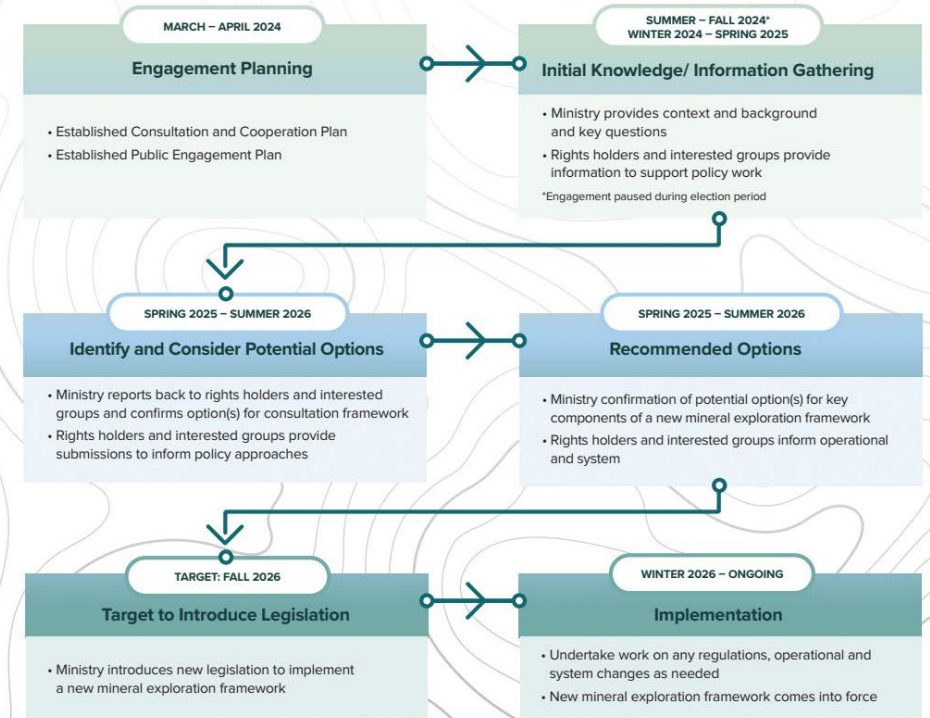 MARCH – APRIL 2024
Engagement Planning
• Established Consultation and Cooperation Plan
• Established Public Engagement Plan
SUMMER – FALL 2024*
WINTER 2024 – SPRING 2025
Initial Knowledge/ Information Gathering
• Ministry provides context and background
and key questions
• Rights holders and interested groups provide
information to support policy work
*Engagement paused during election period
SPRING 2025 – SUMMER 2026
Identify and Consider Potential Options
• Ministry reports back to rights holders and interested
groups and confirms option(s) for consultation framework
• Rights holders and interested groups provide
submissions to inform policy approaches
SPRING 2025 – SUMMER 2026
Recommended Options
• Ministry confirmation of potential option(s) for key
components of a new mineral exploration framework
• Rights holders and interested groups inform operational
and system
TARGET: FALL 2026
Target to Introduce Legislation
• Ministry introduces new legislation to implement
a new mineral exploration framework
WINTER 2026 – ONGOING
Implementation
• Undertake work on any regulations, operational and
system changes as needed
• New mineral exploration framework comes into force